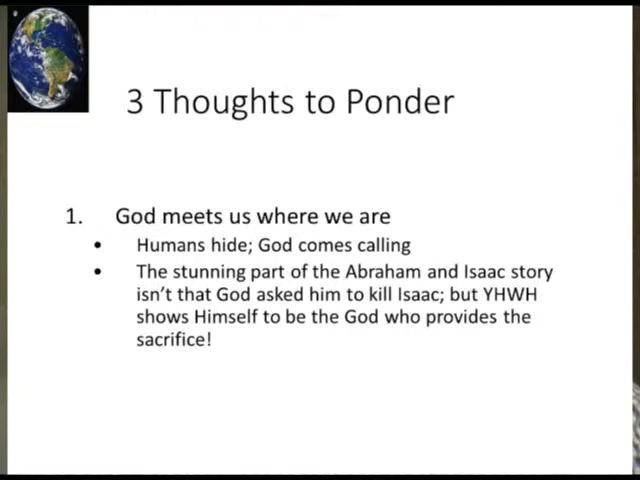 3 Thoughts to Ponder
1. God meets us where we are
• Humans hide; God comes calling
• The stunning part of the Abraham and Isaac story
isn't that God asked him to kill Isaac; but YHWH
shows Himself to be the God who provides the
sacrifice!